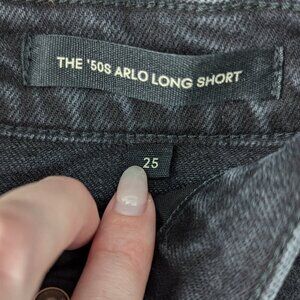 THE '50S ARLO LONG SHORT
25